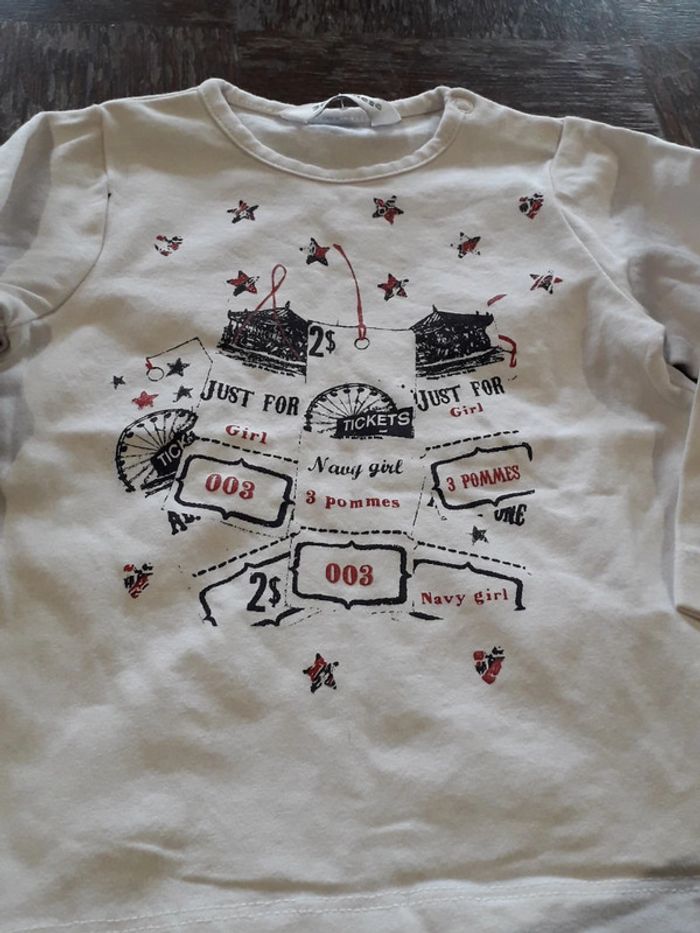 2$
JUST FOR
Girl
JUST FOR
Girl
TICKETS
TICKE
Navy girl
3 pommes
003
3 POMMES
003
2$
Navy girl